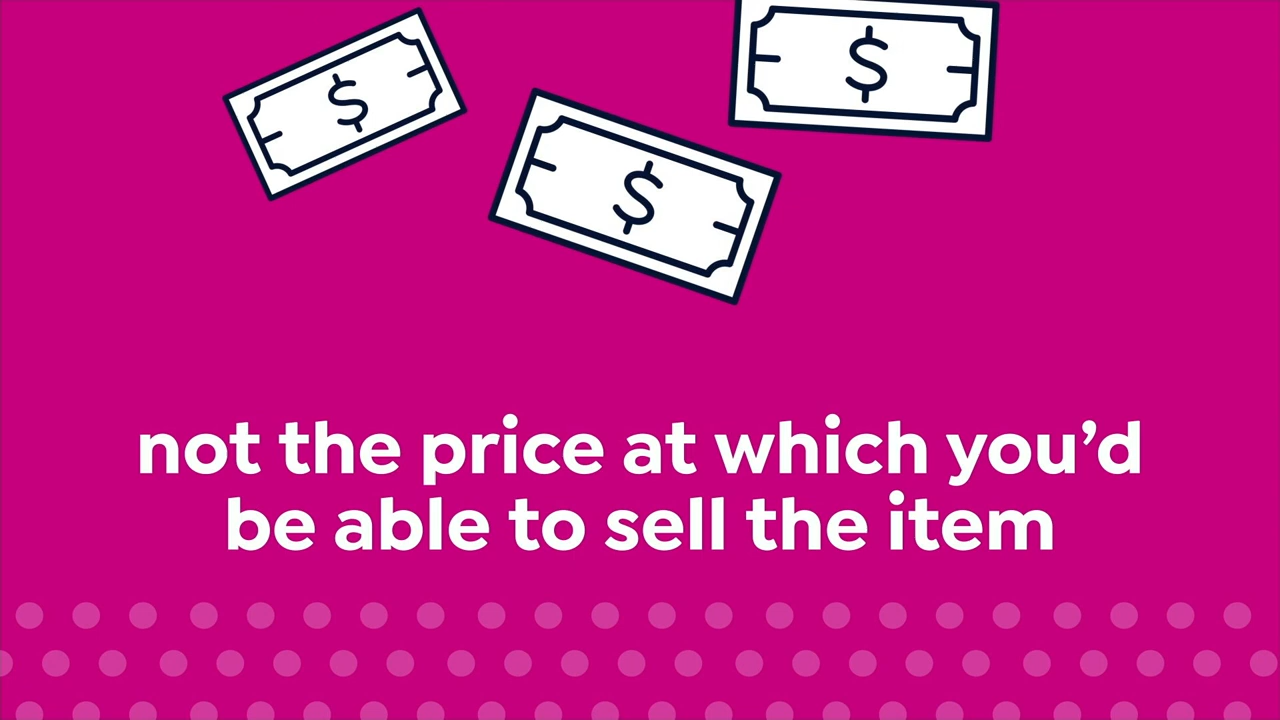 $
$
$
not the price at which you’d
be able to sell the item